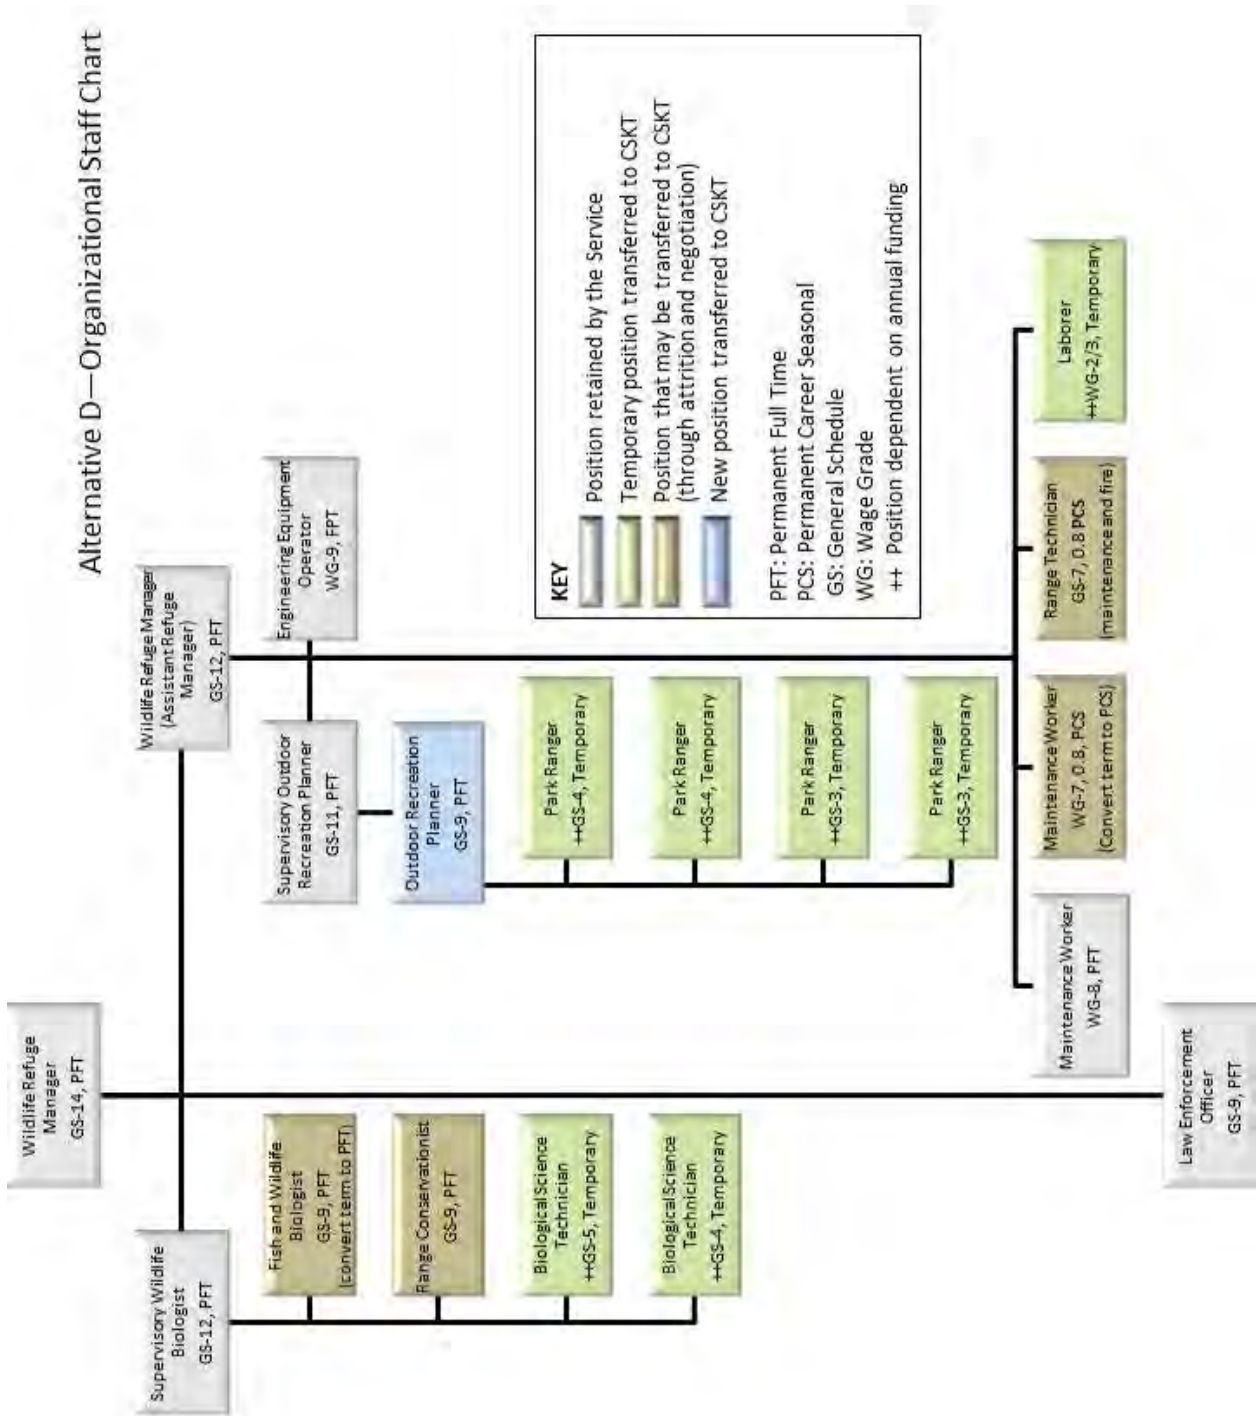 Alternative D—Organizational Staff Chart
Wildlife Refuge
Manager
GS-14, PFT
Supervisory Wildlife
Biologist
GS-12, PFT
Wildlife Refuge Manager
(Assistant Refuge
Manager)
GS-12, PFT
Fish and Wildlife
Biologist
GS-9, PFT
(convert term to PFT)
Range Conservationist
GS-9, PFT
Biological Science
Technician
++GS-5, Temporary
Biological Science
Technician
++GS-4, Temporary
Supervisory Outdoor
Recreation Planner
GS-11, PFT
Engineering Equipment
Operator
WG-9, FPT
Outdoor Recreation
Planner
GS-9, PFT
Park Ranger
++GS-4, Temporary
Park Ranger
++GS-4, Temporary
Park Ranger
++GS-3, Temporary
Park Ranger
++GS-3, Temporary
Maintenance Worker
WG-8, PFT
Maintenance Worker
WG-7, 0.8, PCS
(Convert term to PCS)
Range Technician
GS-7, 0.8 PCS
(maintenance and fire)
Laborer
++WG-2/3, Temporary
Law Enforcement
Officer
GS-9, PFT
KEY
Position retained by the Service
Temporary position transferred to CSKT
Position that may be transferred to CSKT
(through attrition and negotiation)
New position transferred to CSKT
PFT: Permanent Full Time
PCS: Permanent Career Seasonal
GS: General Schedule
WG: Wage Grade
++ Position dependent on annual funding